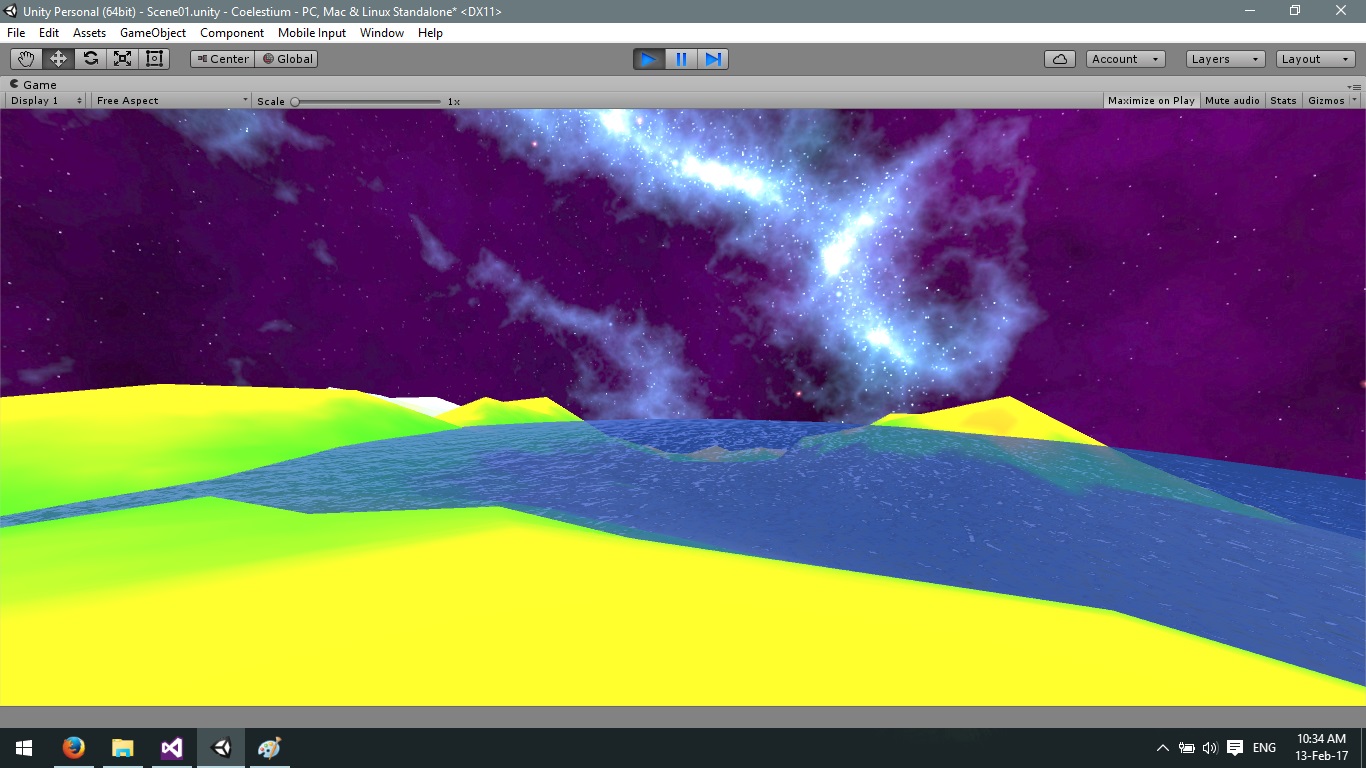 Unity Personal (64bit) - Scene01.unity - Coelestium - PC, Mac & Linux Standalone* <DX11>
File Edit Assets GameObject Component Mobile Input Window Help
Center Global Account Layers Layout
Game
Display 1 Free Aspect Scale 1x Maximize on Play Mute audio Stats Gizmos
ENG 10:34 AM
13-Feb-17